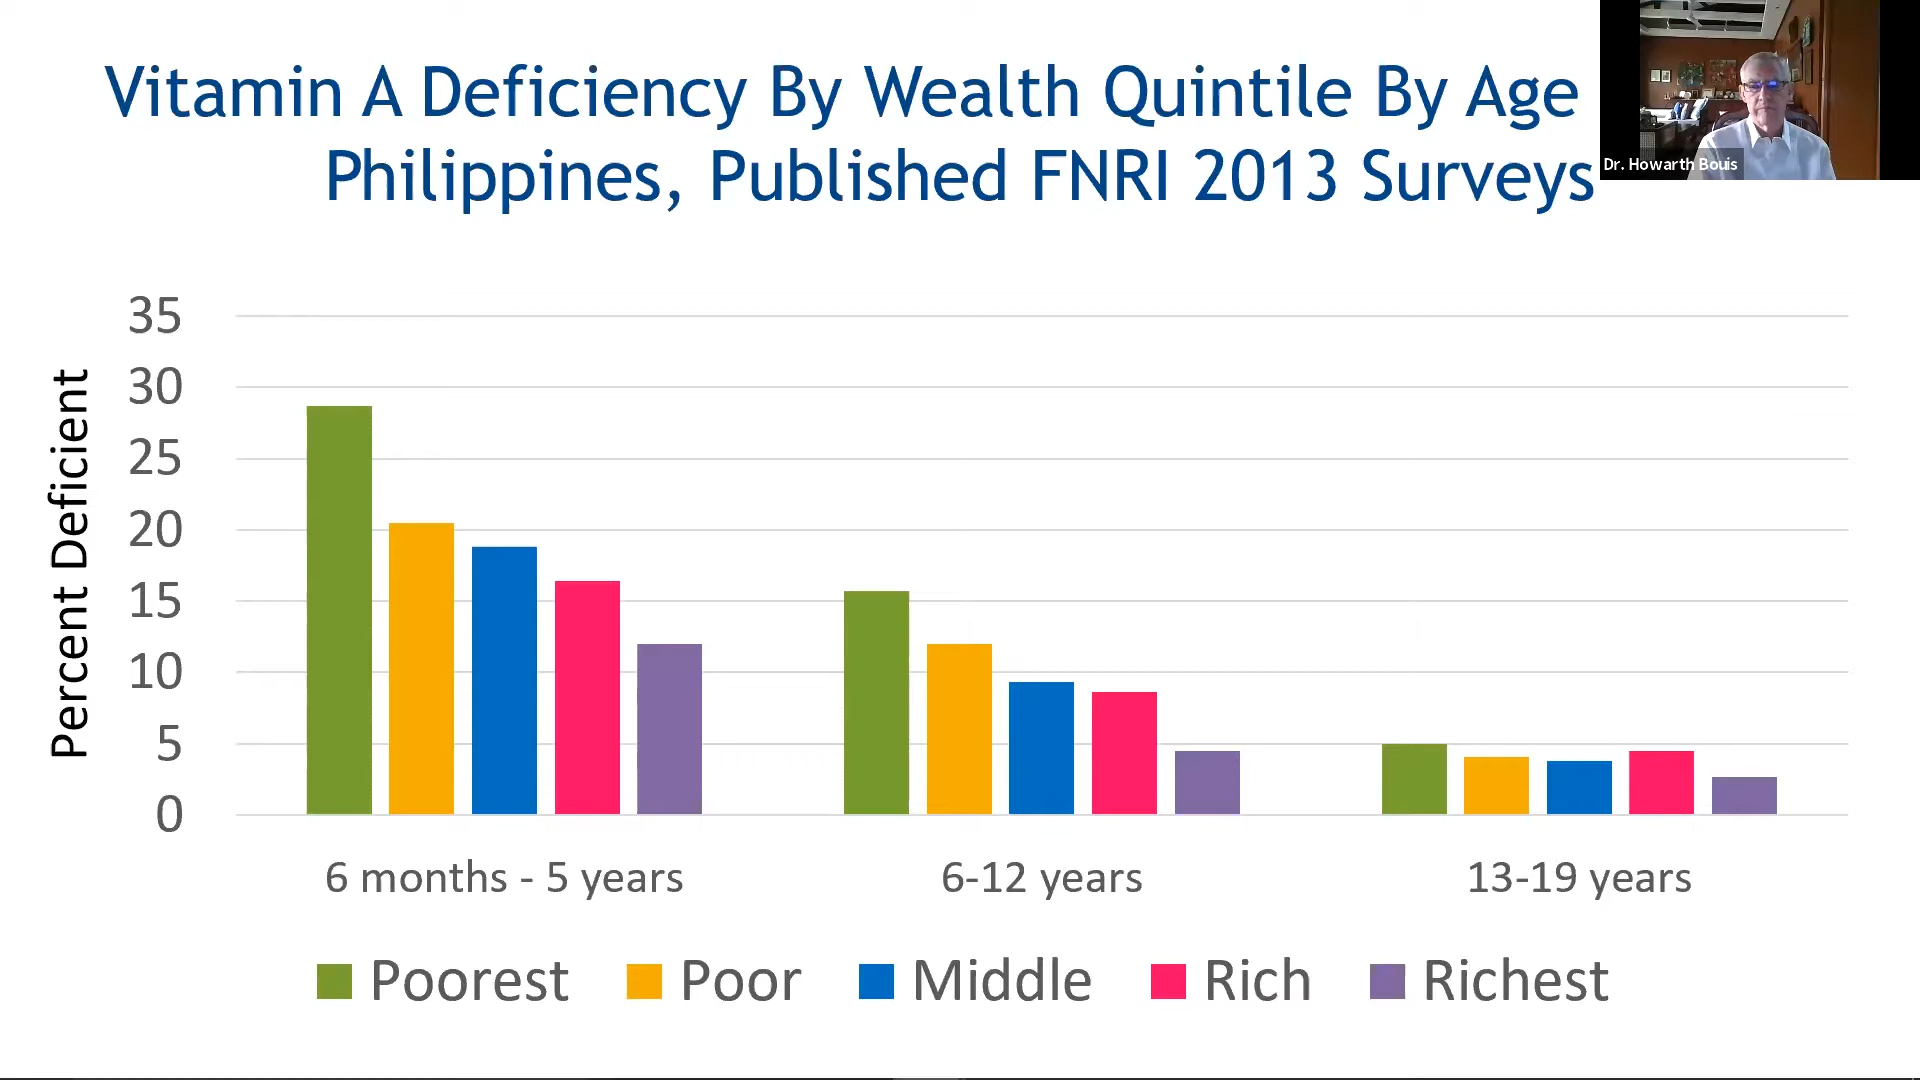 Vitamin A Deficiency By Wealth Quintile By Age
Philippines, Published FNRI 2013 Surveys
Dr. Howarth Bouis
Percent Deficient
35
30
25
20
15
10
5
0
6 months - 5 years
6-12 years
13-19 years
Poorest
Poor
Middle
Rich
Richest